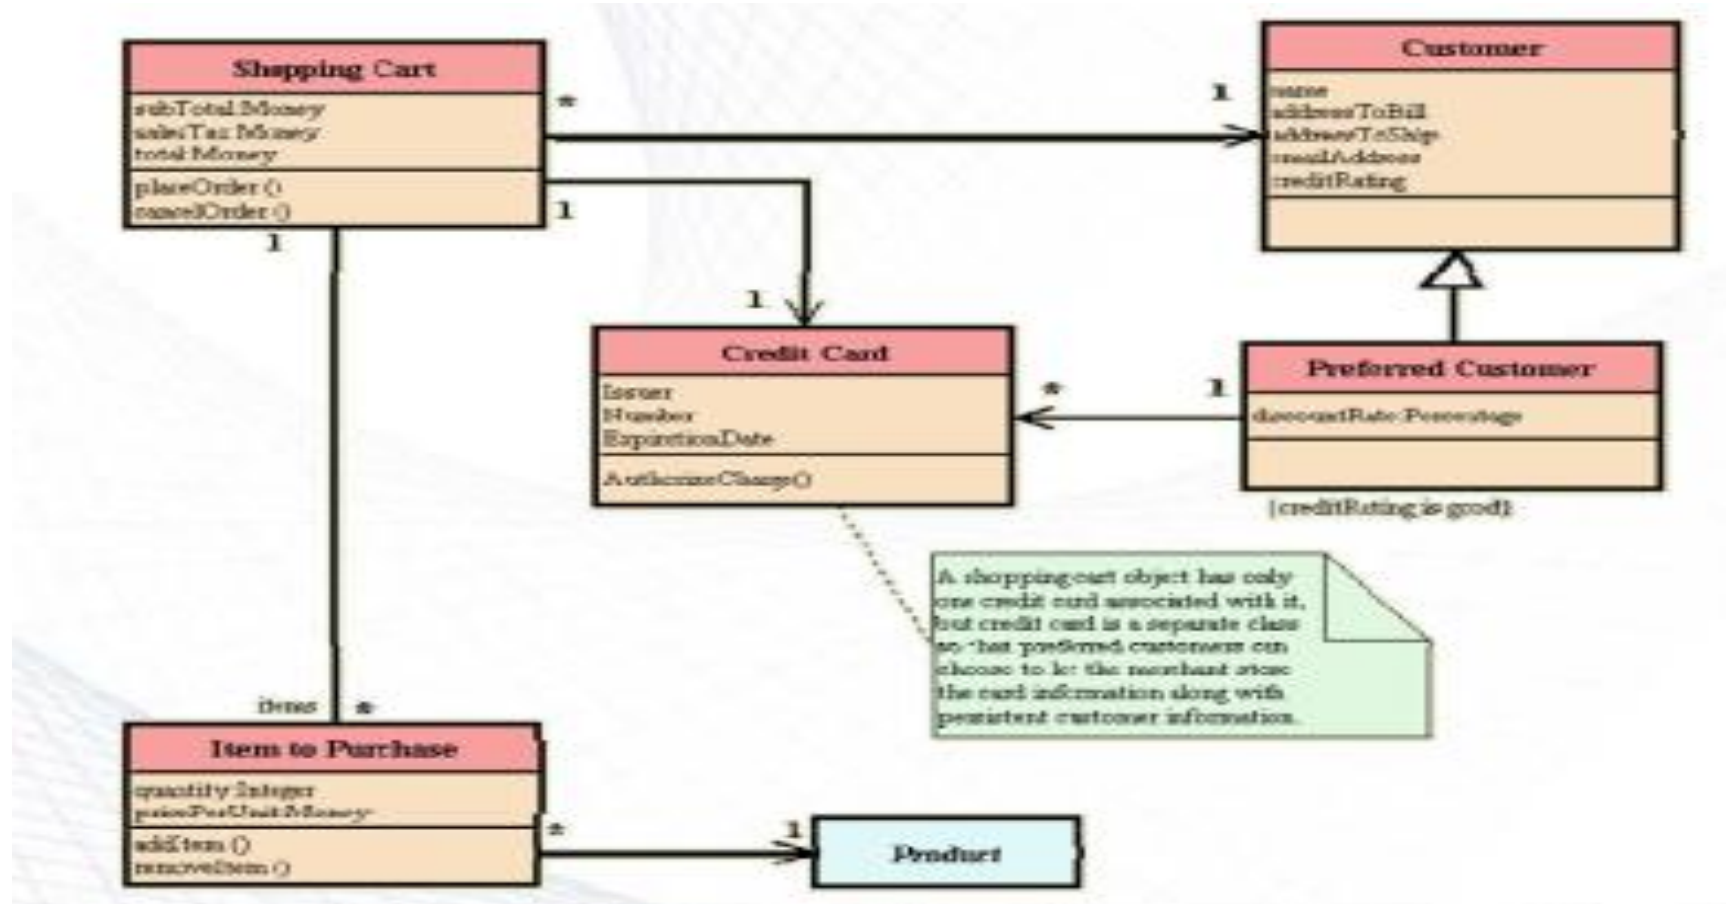 Shopping Cart
subTotal:Money
salesTax:Money
total:Money
placeOrder ()
cancelOrder ()
*
1
1
1
Customer
name
addressToBill
addressToShip
emailAddress
creditRating
1
Credit Card
Issuer
Number
ExpirationDate
AuthorizeCharge()
*
1
Preferred Customer
discountRate:Percentage
{creditRating is good}
A shoppingcart object has only
one credit card associated with it,
but credit card is a separate class
so that preferred customers can
choose to let the merchant store
the card information along with
persistent customer information.
items *
Item to Purchase
quantity:Integer
pricePerUnit:Money
addItem ()
removeItem ()
*
1
Product